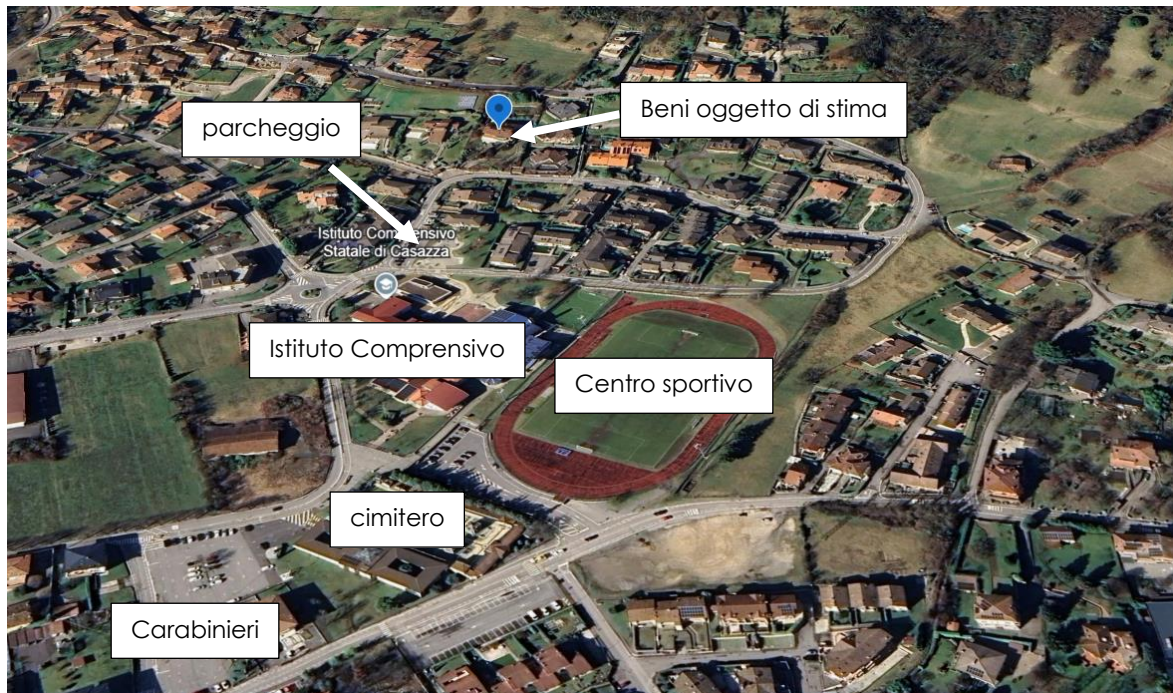 Beni oggetto di stima
parcheggio
Istituto Comprensivo
Statale di Casazza
Istituto Comprensivo
Centro sportivo
cimitero
Carabinieri